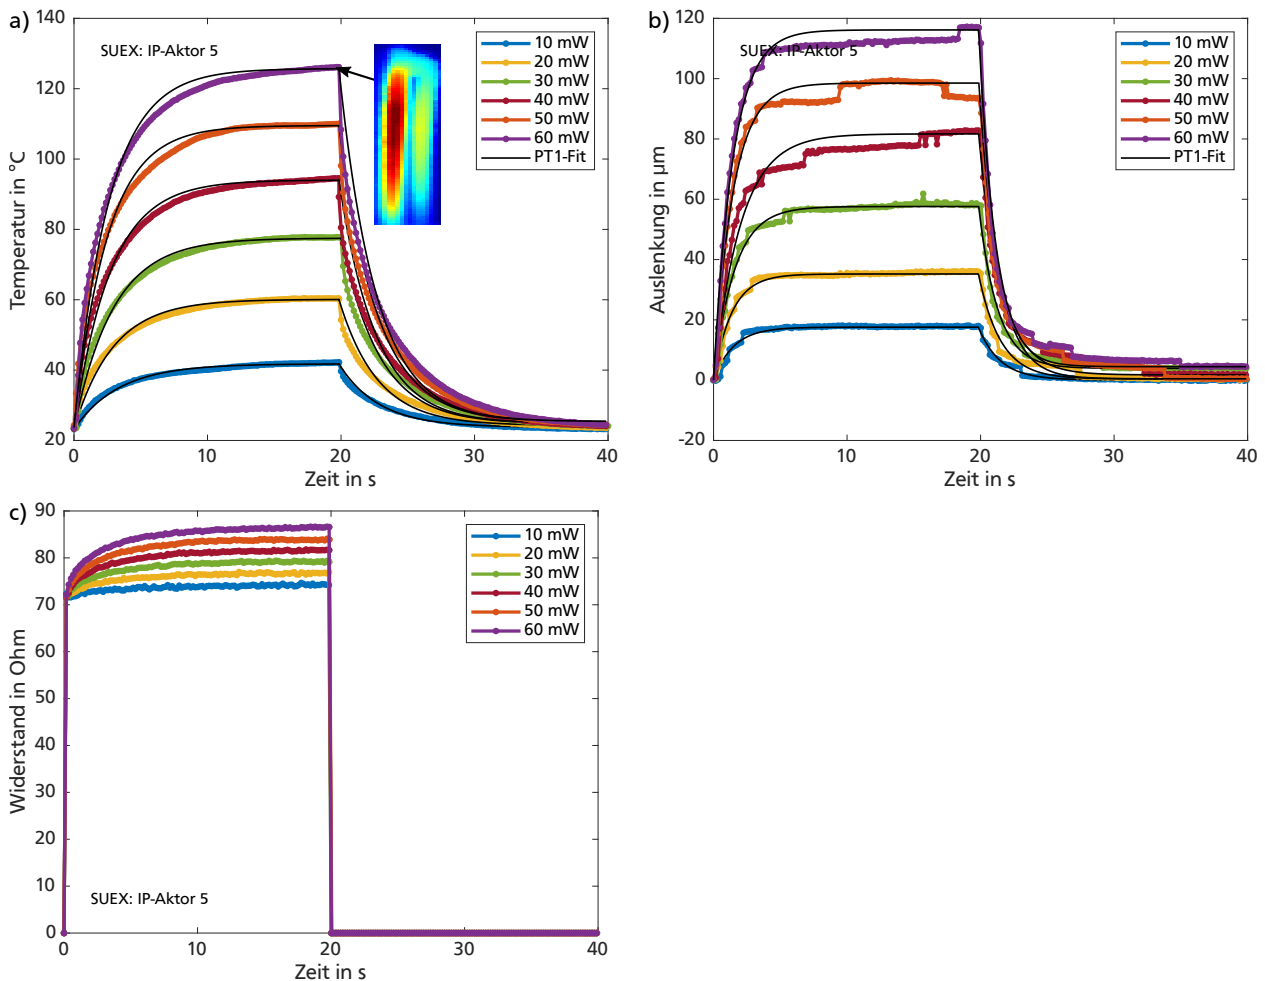 a)
140
120
100
80
60
40
20
0
10
20
30
40
Temperatur in °C
Zeit in s
SUEX: IP-Aktor 5
10 mW
20 mW
30 mW
40 mW
50 mW
60 mW
PT1-Fit
b)
120
100
80
60
40
20
0
-20
0
10
20
30
40
Auslenkung in µm
Zeit in s
SUEX: IP-Aktor 5
10 mW
20 mW
30 mW
40 mW
50 mW
60 mW
PT1-Fit
c)
90
80
70
60
50
40
30
20
10
0
0
10
20
30
40
Widerstand in Ohm
Zeit in s
SUEX: IP-Aktor 5
10 mW
20 mW
30 mW
40 mW
50 mW
60 mW